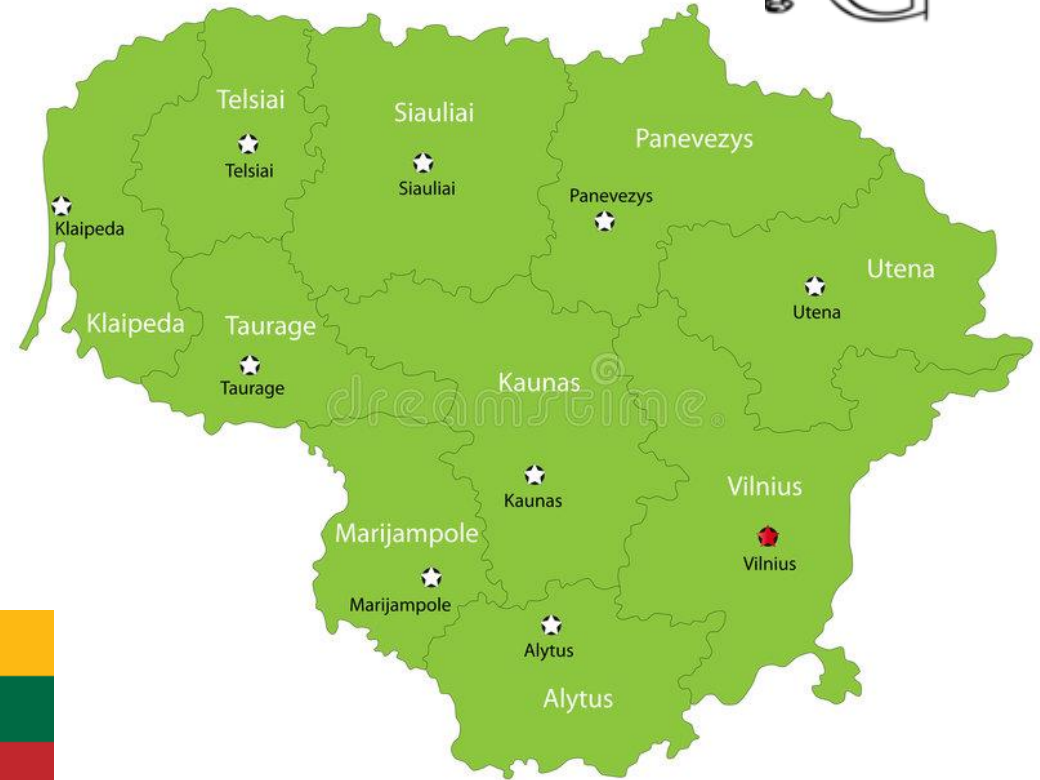 Telsiai
Siauliai
Panevezys
Telsiai
Siauliai
Panevezys
Klaipeda
Utena
Utena
Klaipeda
Taurage
Taurage
Kaunas
dreamstime.
Kaunas
Vilnius
Vilnius
Marijampole
Marijampole
Alytus
Alytus